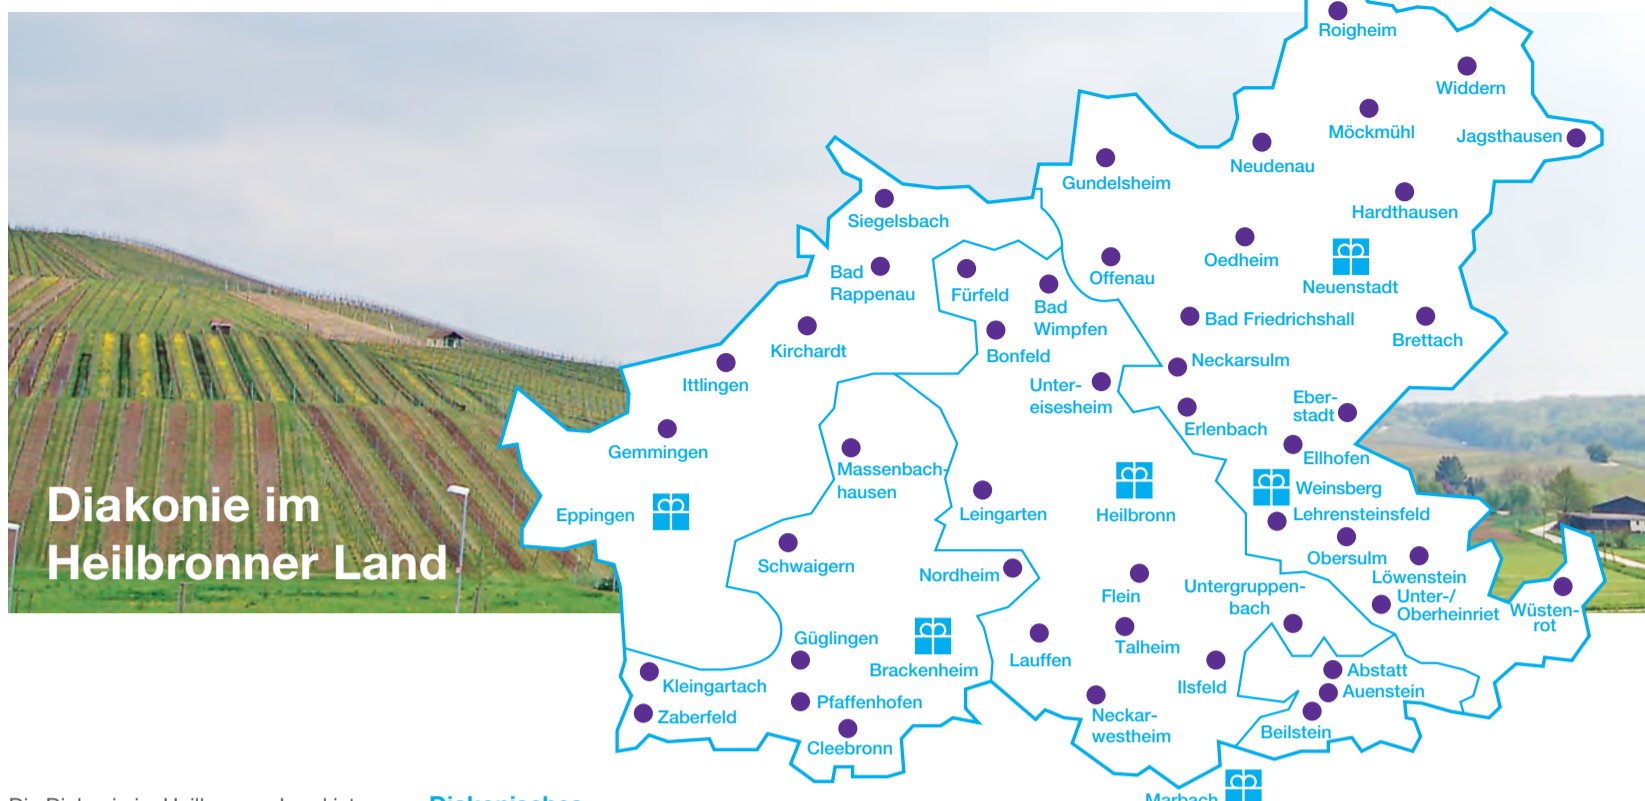 Roigheim
Widdern
Möckmühl
Jagsthausen
Neudenau
Gundelsheim
Hardthausen
Siegelsbach
Oedheim
Offenau
Neuenstadt
Bad
Rappenau
Fürfeld
Bad
Wimpfen
Bad Friedrichshall
Brettach
Kirchardt
Bonfeld
Neckarsulm
Ittlingen
Unter-
eisesheim
Eber-
stadt
Erlenbach
Gemmingen
Ellhofen
Massenbach-
hausen
Weinsberg
Diakonie im
Heilbronner Land
Eppingen
Leingarten
Heilbronn
Lehrensteinsfeld
Obersulm
Schwaigern
Nordheim
Löwenstein
Flein
Untergruppen-
bach
Unter-/
Oberheinriet
Wüsten-
rot
Güglingen
Brackenheim
Lauffen
Talheim
Abstatt
Kleingartach
Ilsfeld
Auenstein
Pfaffenhofen
Zaberfeld
Neckar-
westheim
Beilstein
Cleebronn
Marbach
Diakonisches